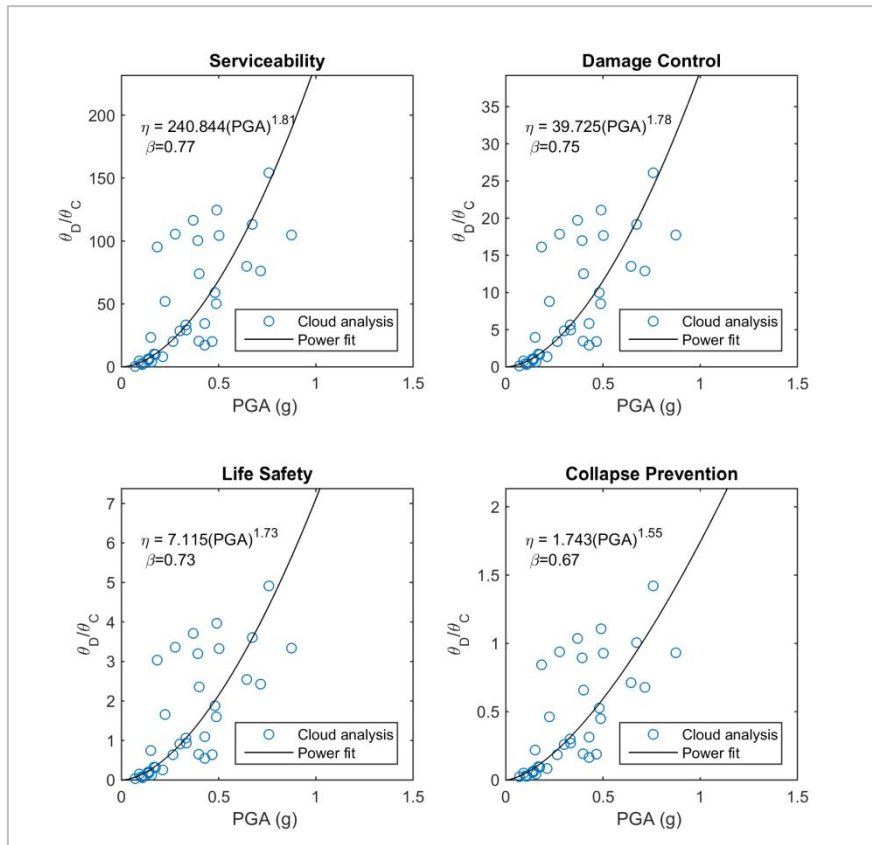 Serviceability
η = 240.844(PGA)^1.81
β=0.77
θD/θC
200
150
100
50
0
0 0.5 1 1.5
PGA (g)
Cloud analysis
Power fit
Damage Control
η = 39.725(PGA)^1.78
β=0.75
θD/θC
35
30
25
20
15
10
5
0
0 0.5 1 1.5
PGA (g)
Cloud analysis
Power fit
Life Safety
η = 7.115(PGA)^1.73
β=0.73
θD/θC
7
6
5
4
3
2
1
0
0 0.5 1 1.5
PGA (g)
Cloud analysis
Power fit
Collapse Prevention
η = 1.743(PGA)^1.55
β=0.67
θD/θC
2
1.5
1
0.5
0
0 0.5 1 1.5
PGA (g)
Cloud analysis
Power fit